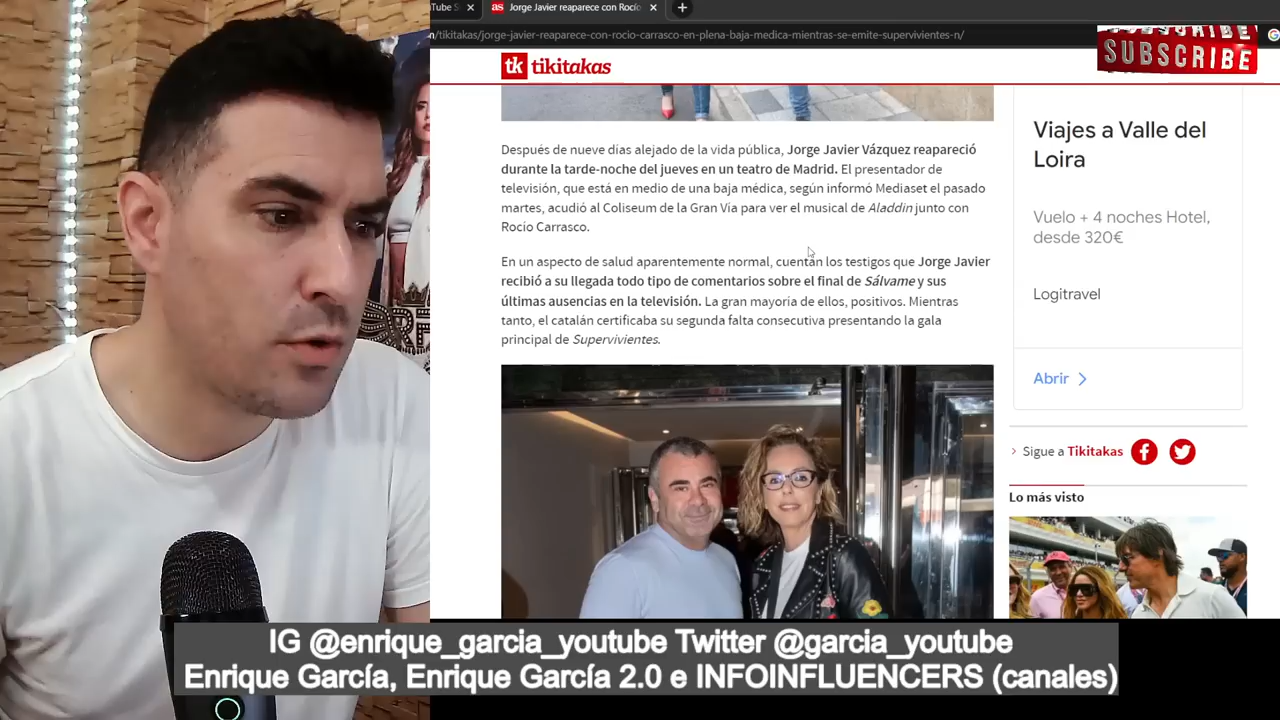 uTube S
Jorge Javier reaparece con Rocío
/tikitakas/jorge-javier-reaparece-con-rocio-carrasco-en-plena-baja-medica-mientras-se-emite-supervivientes-n/
SUBSCRIBE
tk tikitakas
Después de nueve días alejado de la vida pública, Jorge Javier Vázquez reapareció
durante la tarde-noche del jueves en un teatro de Madrid. El presentador de
televisión, que está en medio de una baja médica, según informó Mediaset el pasado
martes, acudió al Coliseum de la Gran Vía para ver el musical de Aladdin junto con
Rocío Carrasco.
En un aspecto de salud aparentemente normal, cuentan los testigos que Jorge Javier
recibió a su llegada todo tipo de comentarios sobre el final de Sálvame y sus
últimas ausencias en la televisión. La gran mayoría de ellos, positivos. Mientras
tanto, el catalán certificaba su segunda falta consecutiva presentando la gala
principal de Supervivientes.
Viajes a Valle del
Loira
Vuelo + 4 noches Hotel,
desde 320€
Logitravel
Abrir
Sigue a Tikitakas
Lo más visto
IG @enrique_garcia_youtube Twitter @garcia_youtube
Enrique García, Enrique García 2.0 e INFOINFLUENCERS (canales)